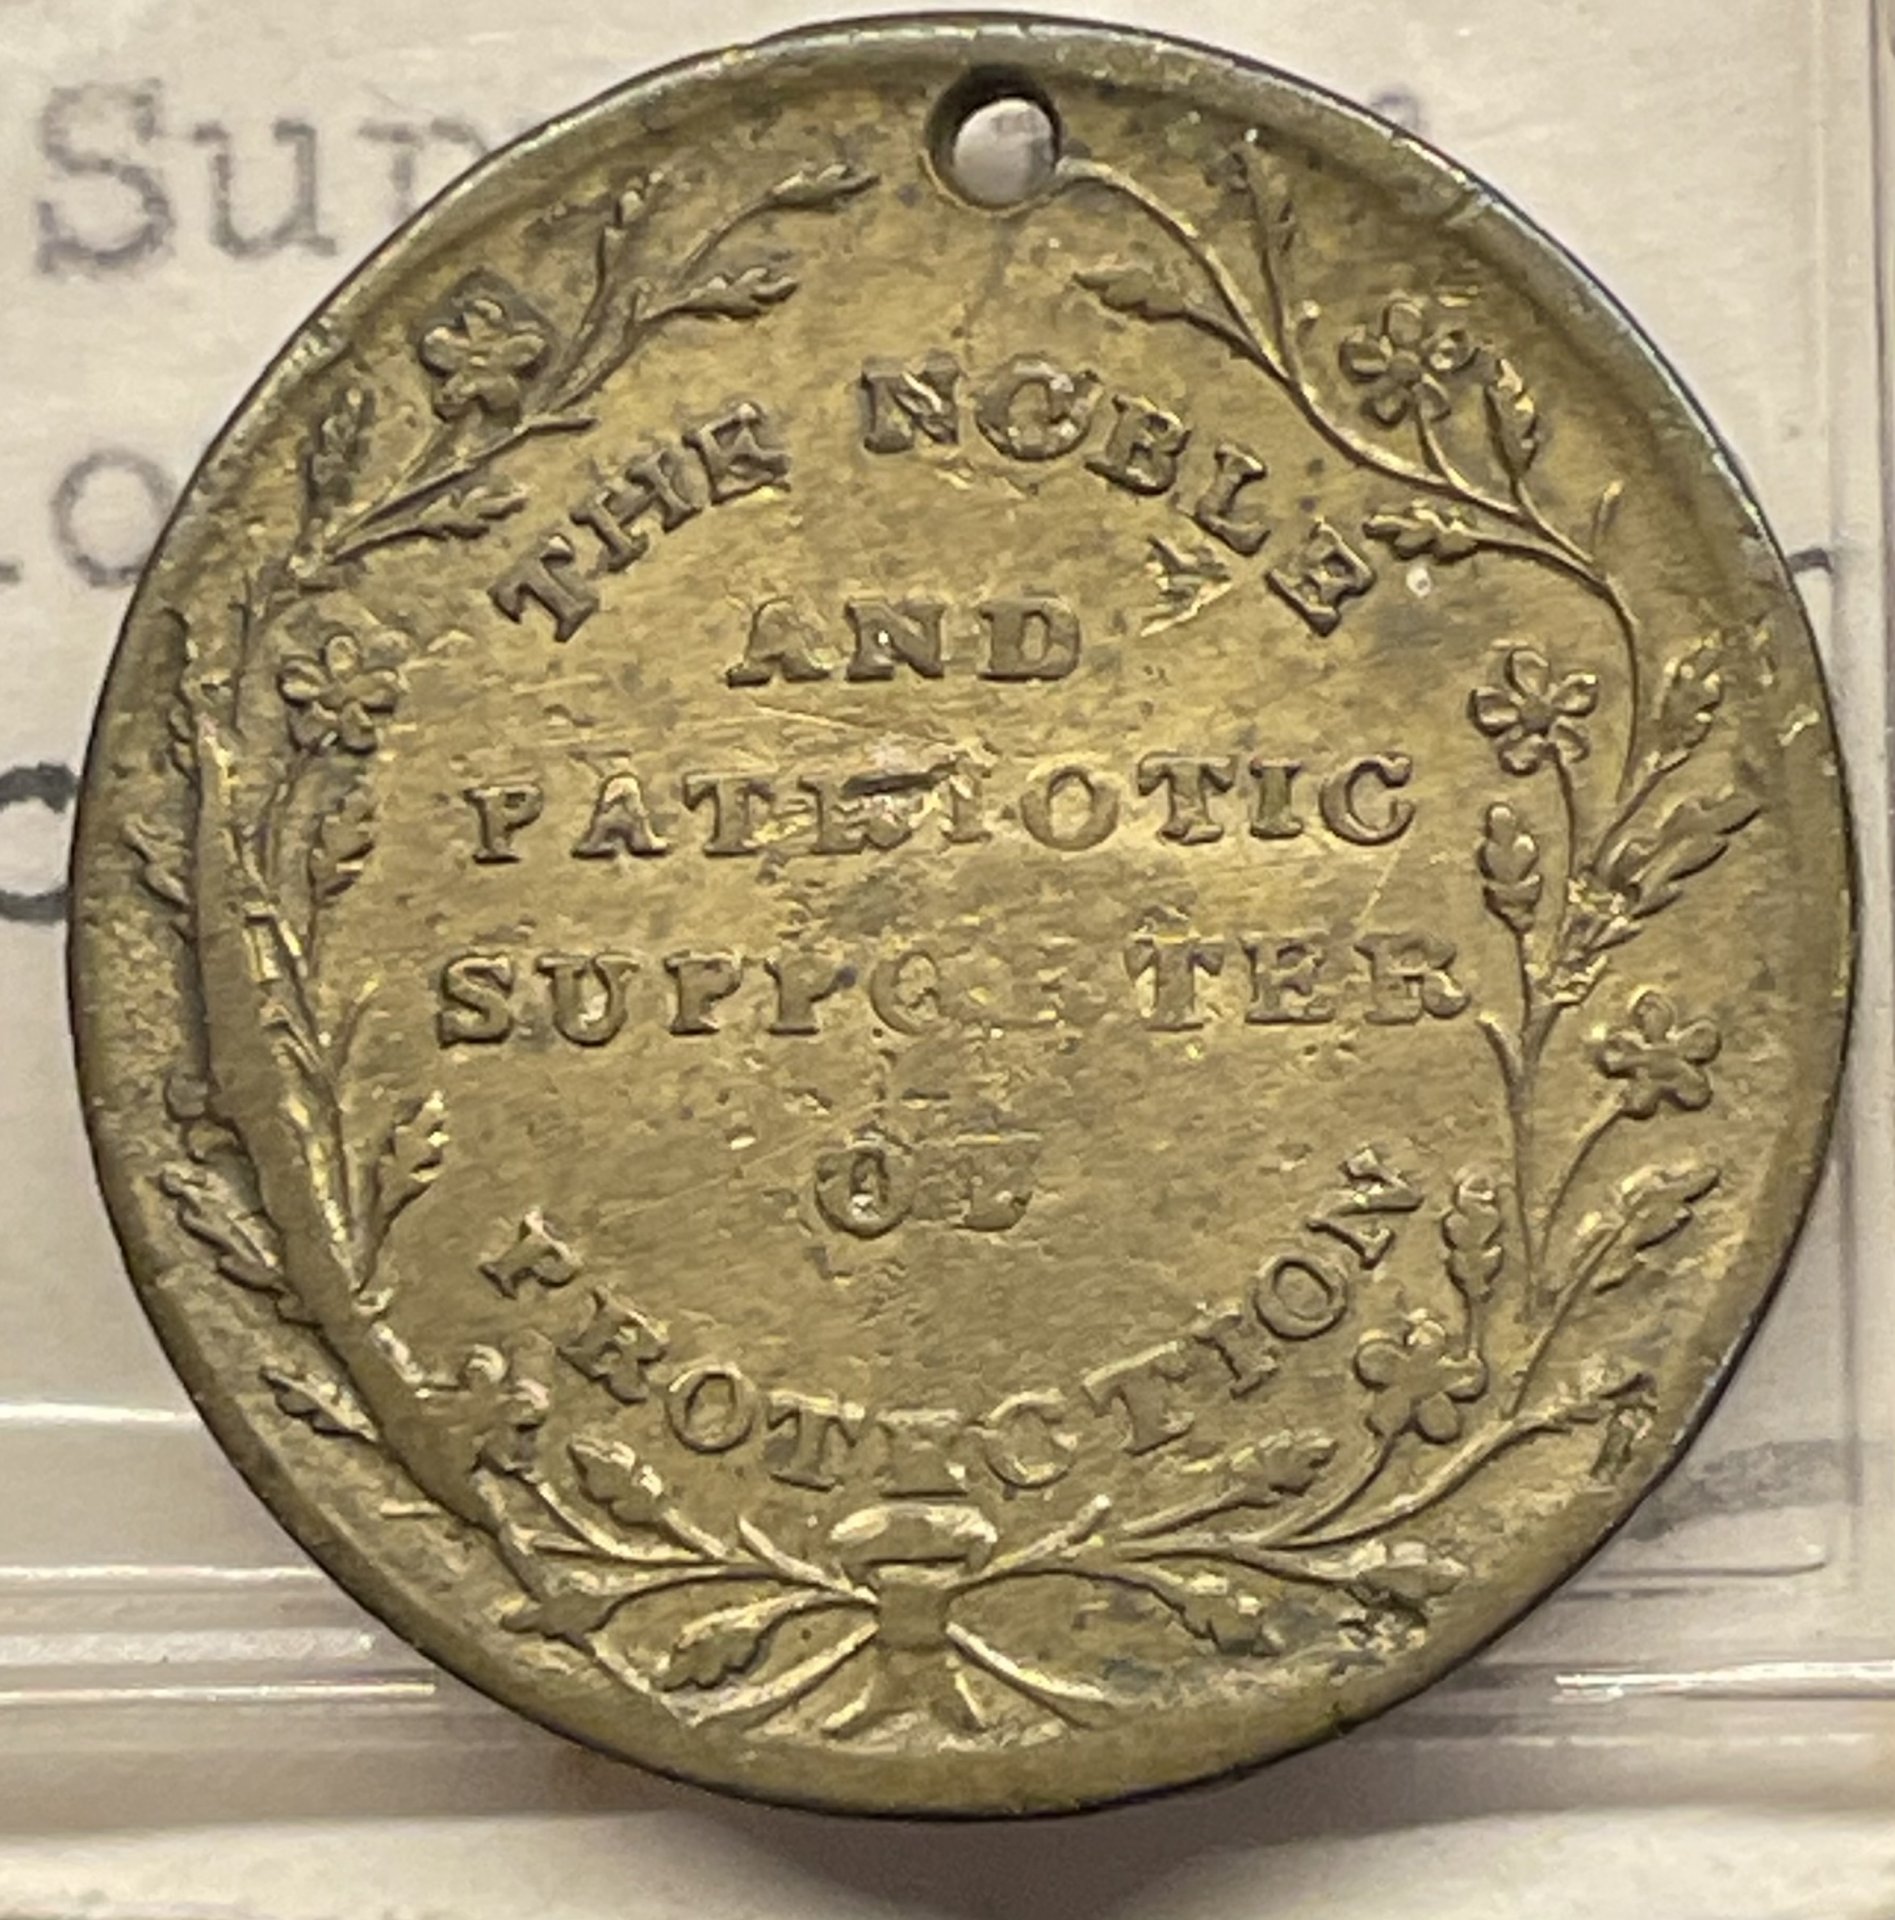 THE NOBLE
AND
PATRIOTIC
SUPPORTER
OF
PROTECTION